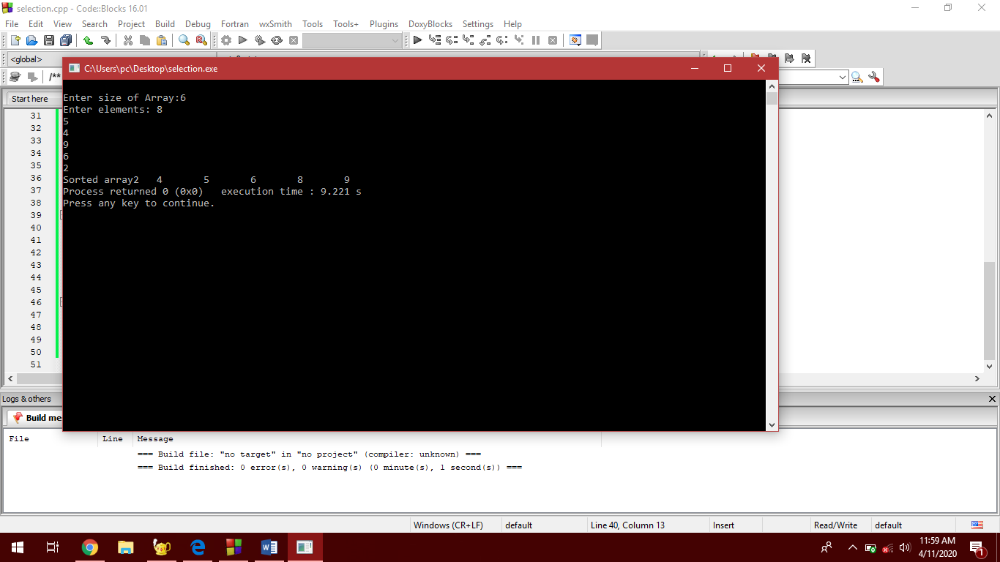 selection.cpp - Code::Blocks 16.01
File Edit View Search Project Build Debug Fortran wxSmith Tools Tools+ Plugins DoxyBlocks Settings Help
<global>
/**
C:\Users\pc\Desktop\selection.exe
Start here
Enter size of Array:6
Enter elements: 8
5
4
9
6
2
Sorted array2 4 5 6 8 9
Process returned 0 (0x0) execution time : 9.221 s
Press any key to continue.
31
32
33
34
35
36
37
38
39
40
41
42
43
44
45
46
47
48
49
50
51
Logs & others
Build me
File Line Message
=== Build file: "no target" in "no project" (compiler: unknown) ===
=== Build finished: 0 error(s), 0 warning(s) (0 minute(s), 1 second(s)) ===
Windows (CR+LF) default Line 40, Column 13 Insert Read/Write default
11:59 AM
4/11/2020
1